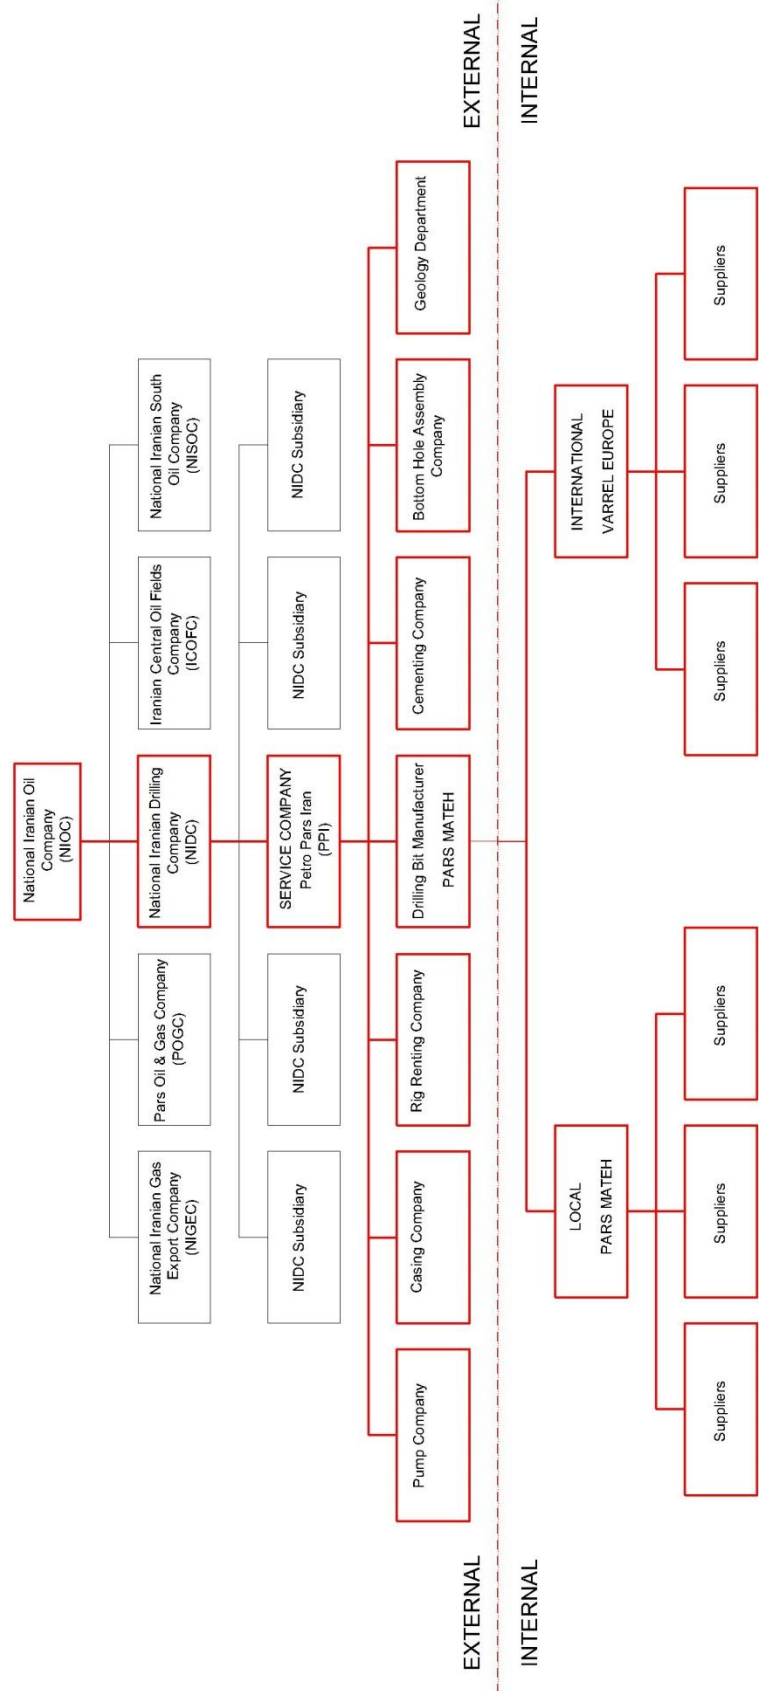 National Iranian Oil
Company
(NIOC)
National Iranian Gas
Export Company
(NIGEC)
Pars Oil & Gas Company
(POGC)
National Iranian Drilling
Company
(NIDC)
Iranian Central Oil Fields
Company
(ICOFC)
National Iranian South
Oil Company
(NISOC)
NIDC Subsidiary
NIDC Subsidiary
SERVICE COMPANY
Petro Pars Iran
(PPI)
NIDC Subsidiary
NIDC Subsidiary
Pump Company
Casing Company
Rig Renting Company
Drilling Bit Manufacturer
PARS MATEH
Cementing Company
Bottom Hole Assembly
Company
Geology Department
EXTERNAL
EXTERNAL
INTERNAL
INTERNAL
LOCAL
PARS MATEH
INTERNATIONAL
VARREL EUROPE
Suppliers
Suppliers
Suppliers
Suppliers
Suppliers
Suppliers